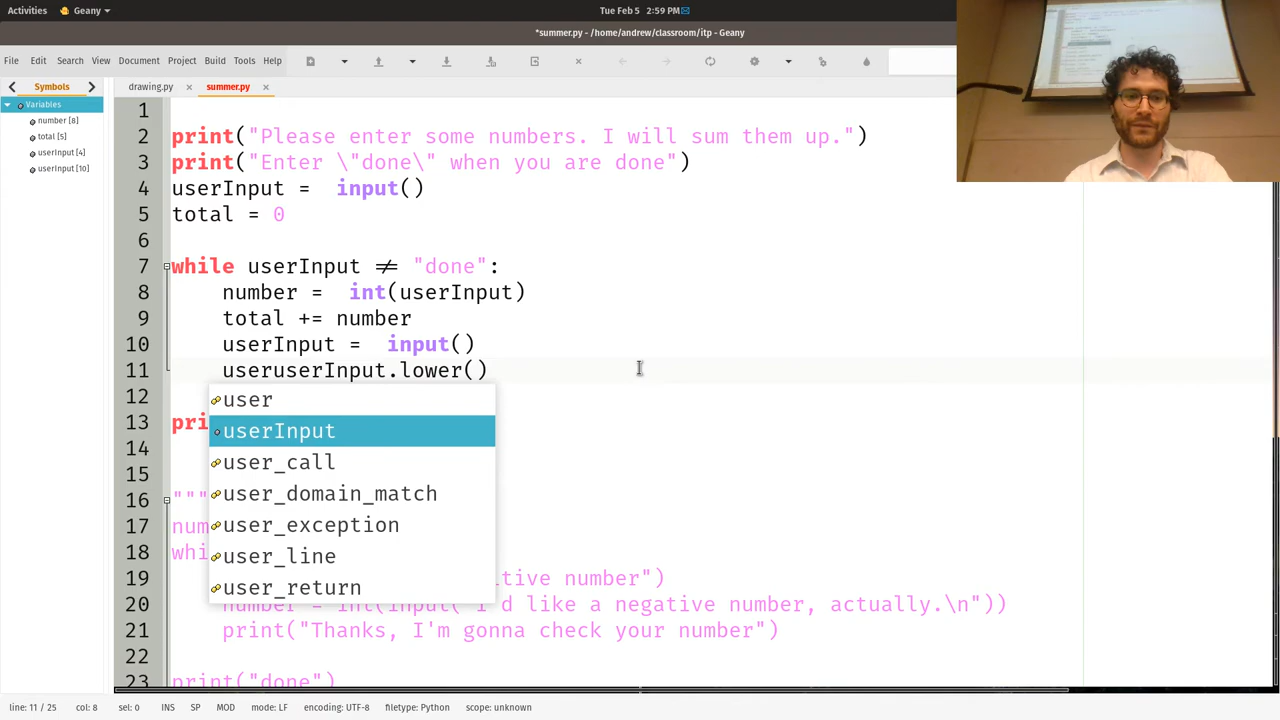 Activities Geany Tue Feb 5 2:59 PM
*summer.py - /home/andrew/classroom/itp - Geany
File Edit Search View Document Project Build Tools Help
Symbols drawing.py × summer.py ×
Variables
number [8]
total [5]
userInput [4]
userInput [10]
1
2 print("Please enter some numbers. I will sum them up.")
3 print("Enter \"done\" when you are done")
4 userInput = input()
5 total = 0
6
7 while userInput ≠ "done":
8 number = int(userInput)
9 total += number
10 userInput = input()
11 useruserInput.lower()
12 user
13 pri userInput
14 user_call
15 user_domain_match
16 """ user_exception
17 num user_line
18 whi user_return
19 itive number")
20 number = int(input("I'd like a negative number, actually.\n"))
21 print("Thanks, I'm gonna check your number")
22
23 print("done")
line: 11 / 25 col: 8 sel: 0 INS SP MOD mode: LF encoding: UTF-8 filetype: Python scope: unknown